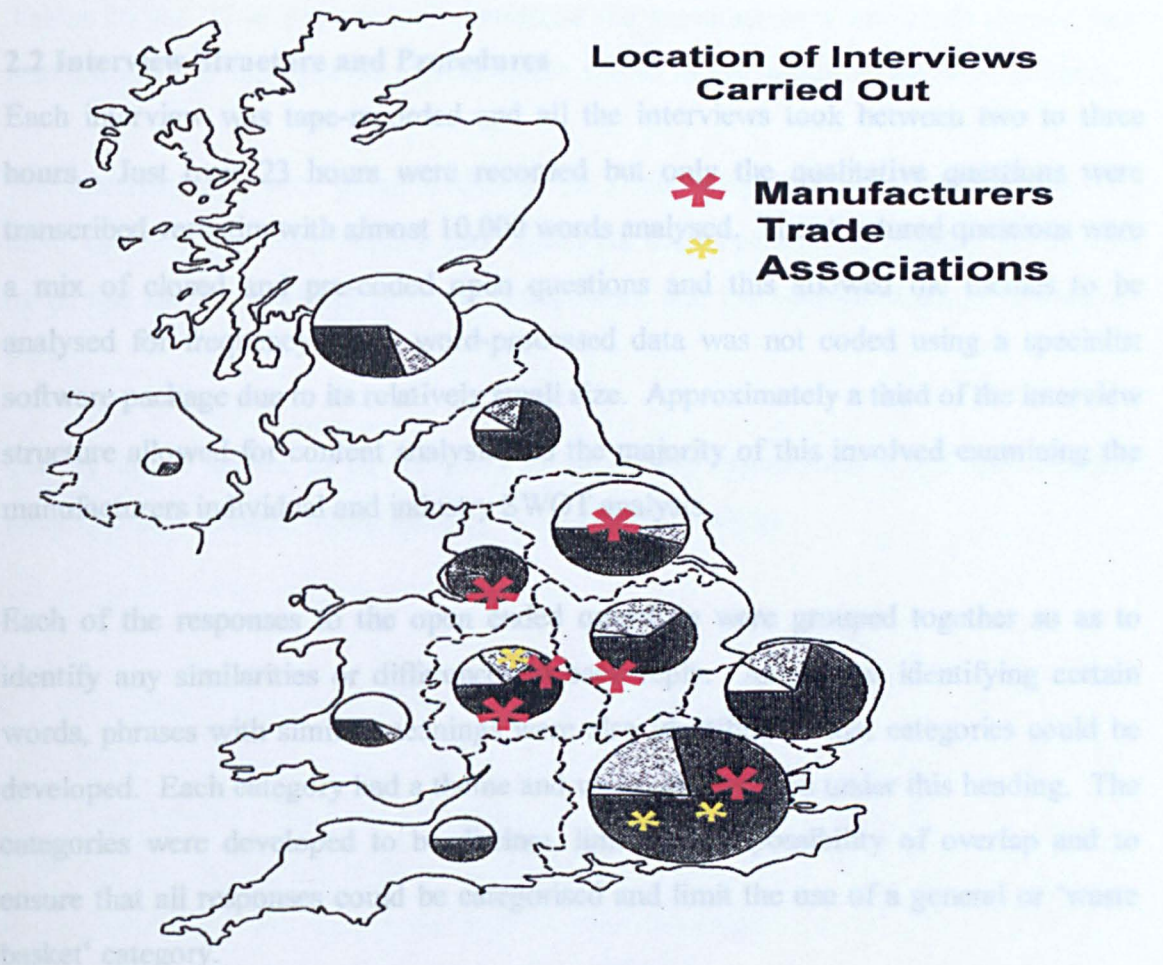 Location of Interviews
Carried Out
Manufacturers
Trade
Associations
2.2 Interview Structure and Procedures
Each interview was tape-recorded and all the interviews took between two to three
hours. Just 23 hours were recorded but only the qualitative questions were
transcribed with almost 10,000 words analysed. questions were
a mix of closed and pre-coded open questions and this allowed the to be
analysed for word-processed data was not coded using a specialist
software package due to its relatively small size. Approximately a third of the interview
structure allowed for content analysis the majority of this involved examining the
manufacturers individual and SWOT analysis
Each of the responses to the open ended were grouped together so as to
identify any similarities or identifying certain
words, phrases with similar meanings categories could be
developed. Each category had a and under this heading. The
categories were developed to be possibility of overlap and to
ensure that all responses could be categorised and limit the use of a general or 'waste
basket' category.